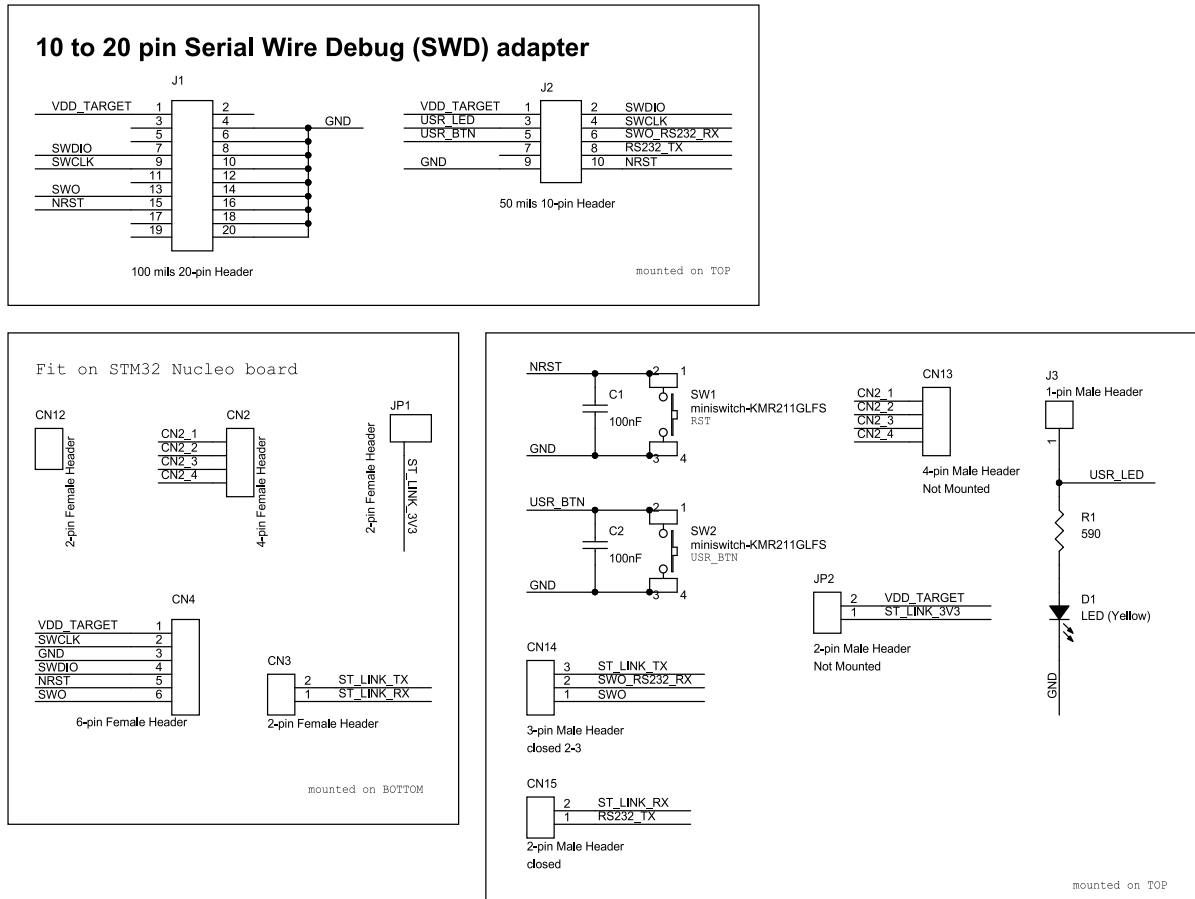 10 to 20 pin Serial Wire Debug (SWD) adapter
J1
VDD_TARGET 1 2
3 4 GND
5 6
SWDIO 7 8
SWCLK 9 10
11 12
SWO 13 14
NRST 15 16
17 18
19 20
100 mils 20-pin Header
J2
VDD_TARGET 1 2 SWDIO
USR_LED 3 4 SWCLK
USR_BTN 5 6 SWO_RS232_RX
7 8 RS232_TX
GND 9 10 NRST
50 mils 10-pin Header
mounted on TOP
Fit on STM32 Nucleo board
CN12
2-pin Female Header
CN2
CN2_1
CN2_2
CN2_3
CN2_4
4-pin Female Header
JP1
2-pin Female Header
ST_LINK_3V3
CN4
VDD_TARGET 1
SWCLK 2
GND 3
SWDIO 4
NRST 5
SWO 6
6-pin Female Header
CN3
2 ST_LINK_TX
1 ST_LINK_RX
2-pin Female Header
mounted on BOTTOM
NRST 2 1
C1
100nF
SW1
miniswitch-KMR211GLFS
RST
GND 3 4
USR_BTN 2 1
C2
100nF
SW2
miniswitch-KMR211GLFS
USR_BTN
GND 3 4
CN14
3 ST_LINK_TX
2 SWO_RS232_RX
1 SWO
3-pin Male Header
closed 2-3
CN15
2 ST_LINK_RX
1 RS232_TX
2-pin Male Header
closed
CN13
CN2_1
CN2_2
CN2_3
CN2_4
4-pin Male Header
Not Mounted
JP2
2 VDD_TARGET
1 ST_LINK_3V3
2-pin Male Header
Not Mounted
J3
1-pin Male Header
1
USR_LED
R1
590
D1
LED (Yellow)
GND
mounted on TOP